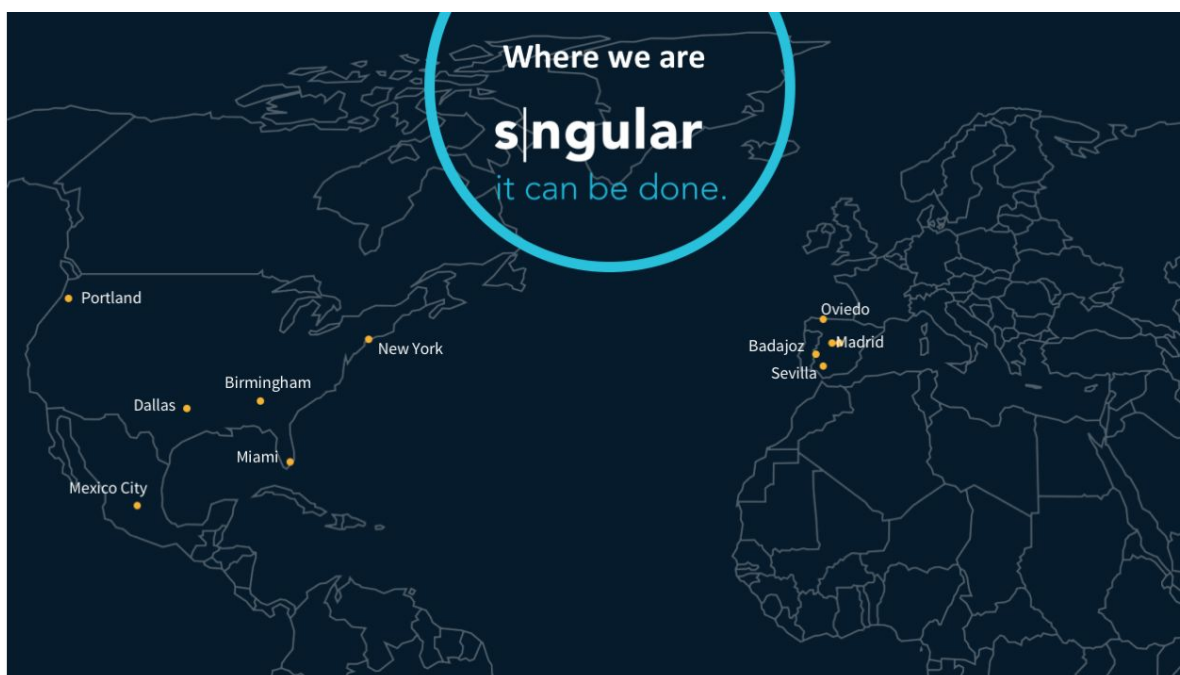 Where we are
s|ngular
it can be done.
Portland
New York
Birmingham
Dallas
Miami
Mexico City
Oviedo
Madrid
Badajoz
Sevilla